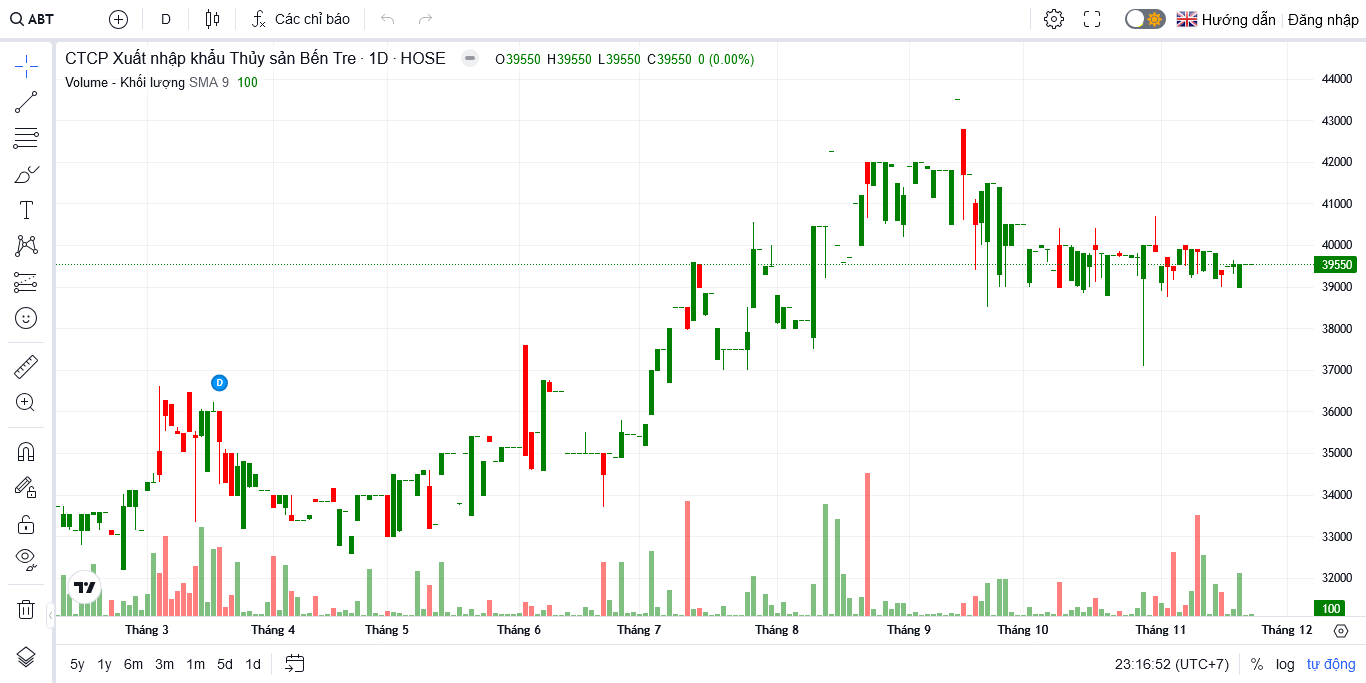 ABT D Các chỉ báo Hướng dẫn Đăng nhập
CTCP Xuất nhập khẩu Thủy sản Bến Tre · 1D · HOSE O39550 H39550 L39550 C39550 0 (0.00%)
Volume - Khối lượng SMA 9 100
44000
43000
42000
41000
40000
39550
39000
38000
37000
D
36000
35000
34000
33000
32000
100
Tháng 3 Tháng 4 Tháng 5 Tháng 6 Tháng 7 Tháng 8 Tháng 9 Tháng 10 Tháng 11 Tháng 12
5y 1y 6m 3m 1m 5d 1d 23:16:52 (UTC+7) % log tự động